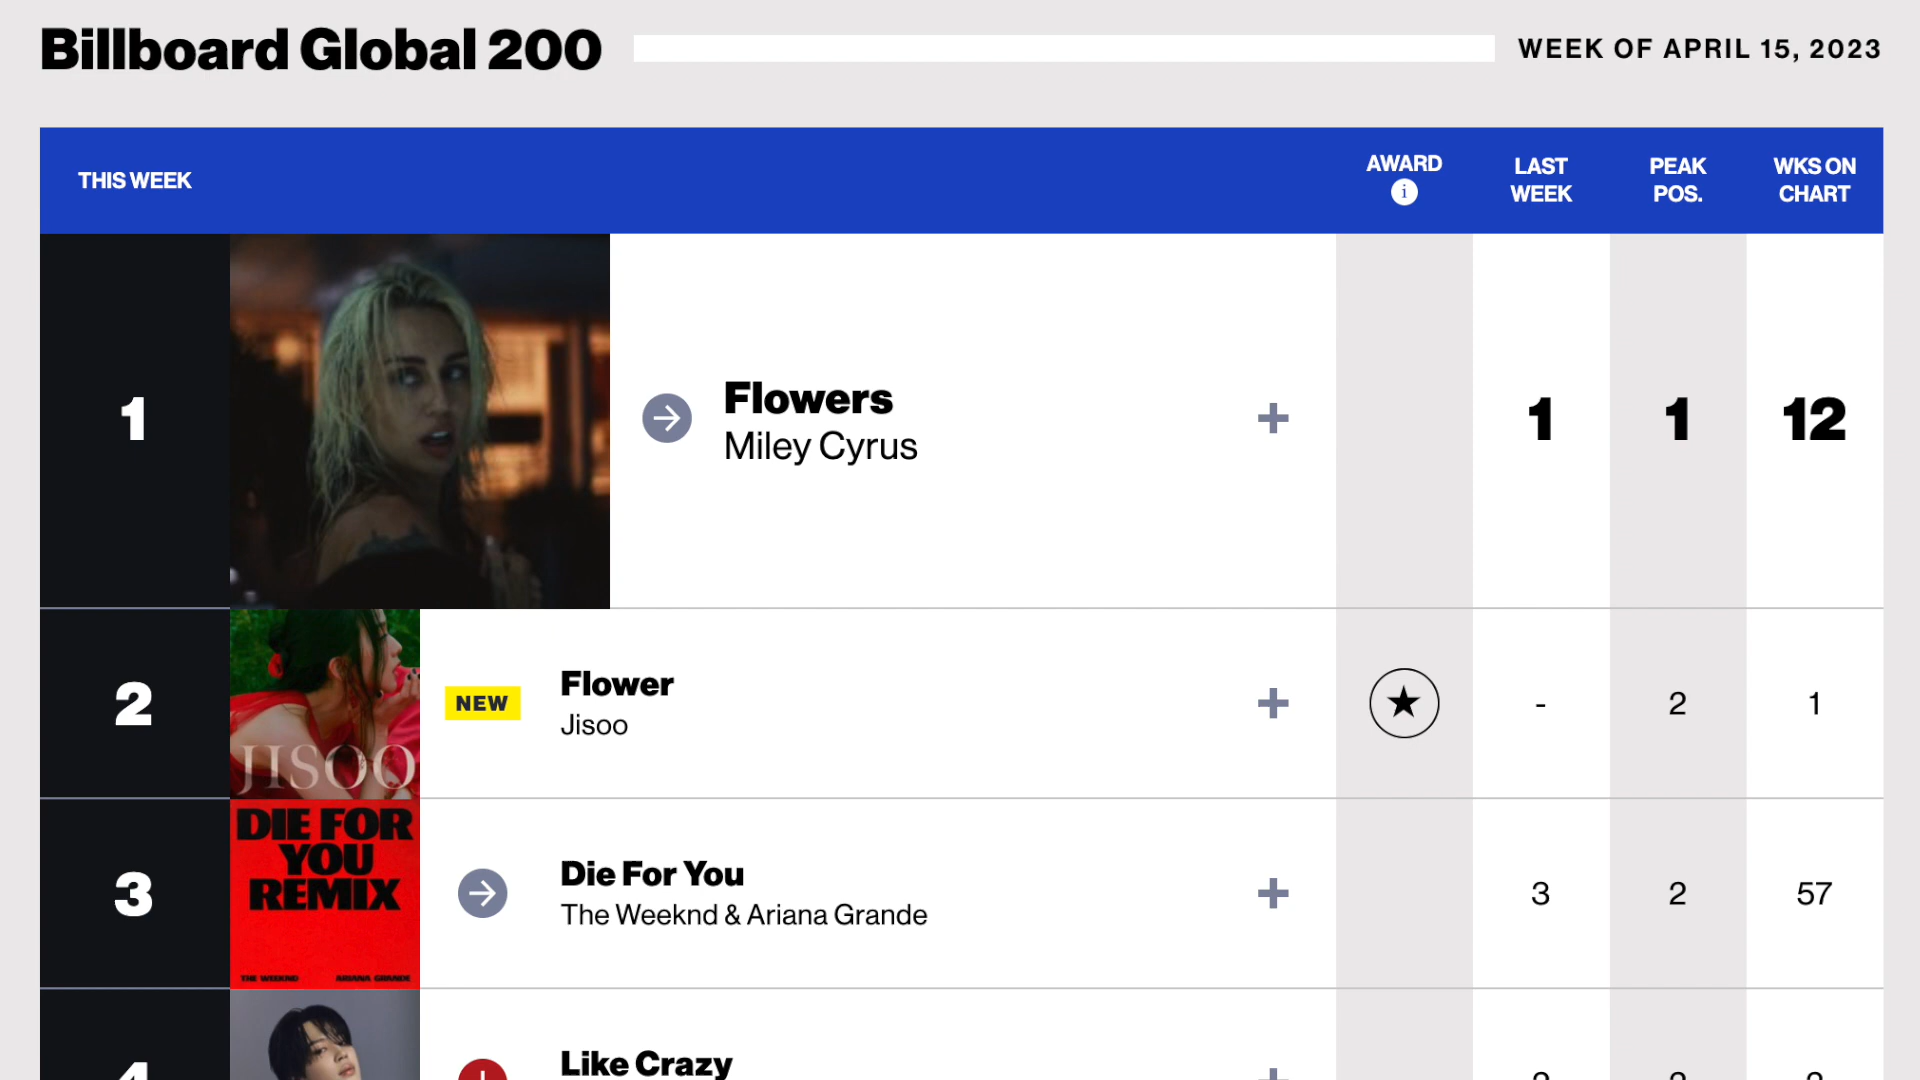 Billboard Global 200
WEEK OF APRIL 15, 2023
THIS WEEK
AWARD
i
LAST
WEEK
PEAK
POS.
WKS ON
CHART
1
Flowers
Miley Cyrus
+
1
1
12
2
JISOO
NEW
Flower
Jisoo
+
-
2
1
3
DIE FOR
YOU
REMIX
THE WEEKND
ARIANA GRANDE
Die For You
The Weeknd & Ariana Grande
+
3
2
57
4
Like Crazy